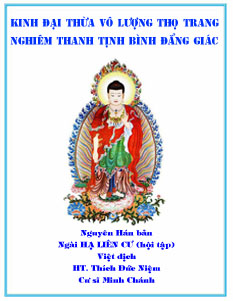 KINH ĐẠI THỪA VÔ LƯỢNG THỌ TRANG
NGHIÊM THANH TỊNH BÌNH ĐẲNG GIÁC
Nguyên Hán bản
Ngài HẠ LIÊN CƯ (hội tập)
Việt dịch
HT. Thích Đức Niệm
Cư sĩ Minh Chánh